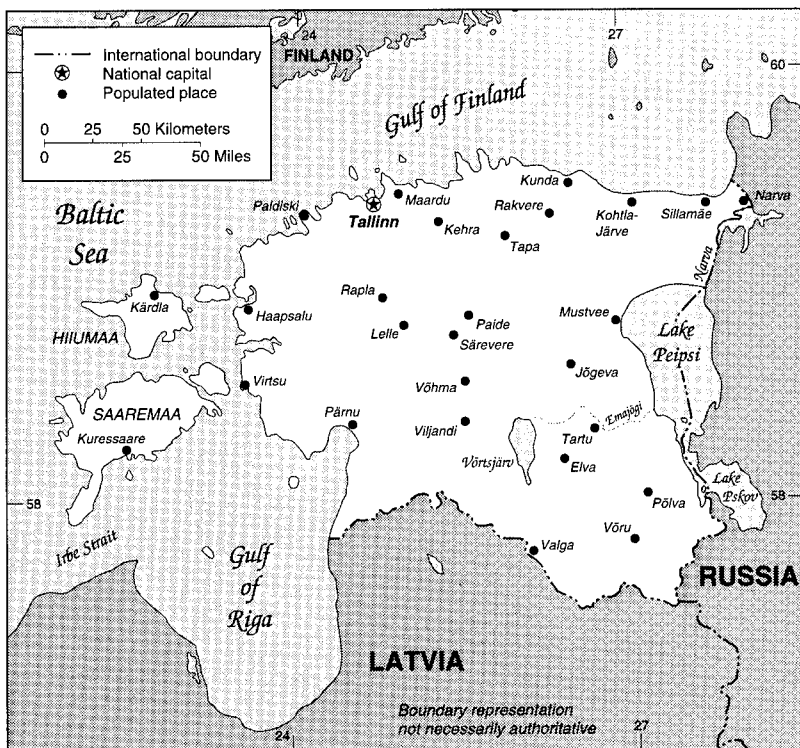 24
27
FINLAND
60
60
International boundary
National capital
Populated place
0 25 50 Kilometers
0 25 50 Miles
Gulf of Finland
Baltic
Sea
Paldiski
Tallinn
Maardu
Kehra
Kunda
Rakvere
Tapa
Kohtla-
Järve
Sillamäe
Narva
Narva
Kärdla
HIIUMAA
Haapsalu
Rapla
Lelle
Paide
Särevere
Mustvee
Lake
Peipsi
Virtsu
SAAREMAA
Kuressaare
Võhma
Jõgeva
Pärnu
Viljandi
Emajõgi
Tartu
Võrtsjärv
Elva
Lake
Pskov
58
58
Põlva
Irbe Strait
Gulf
of
Riga
Valga
Võru
RUSSIA
LATVIA
Boundary representation
not necessarily authoritative
24
27